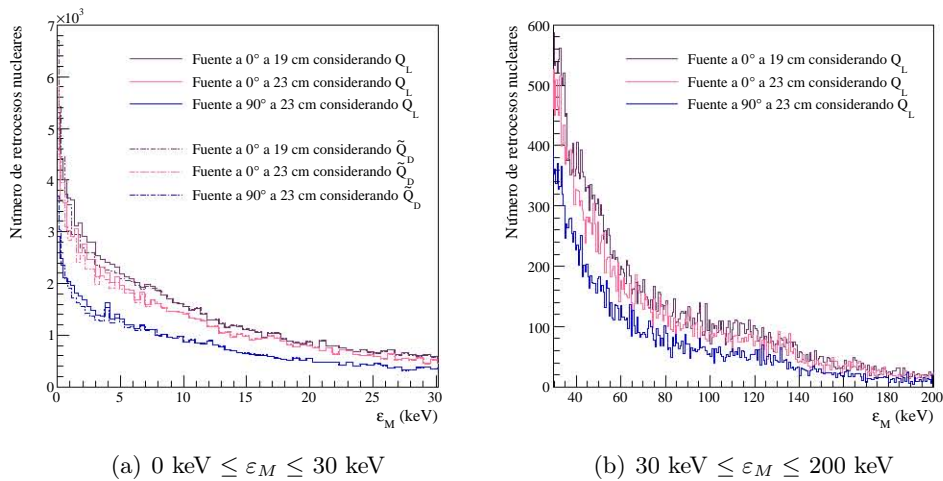 ×10³
Número de retrocesos nucleares
7
6
5
4
3
2
1
0
Fuente a 0° a 19 cm considerando Q_L
Fuente a 0° a 23 cm considerando Q_L
Fuente a 90° a 23 cm considerando Q_L
Fuente a 0° a 19 cm considerando Q̃_D
Fuente a 0° a 23 cm considerando Q̃_D
Fuente a 90° a 23 cm considerando Q̃_D
0 5 10 15 20 25 30
ε_M (keV)
(a) 0 keV ≤ ε_M ≤ 30 keV
Número de retrocesos nucleares
600
500
400
300
200
100
0
Fuente a 0° a 19 cm considerando Q_L
Fuente a 0° a 23 cm considerando Q_L
Fuente a 90° a 23 cm considerando Q_L
40 60 80 100 120 140 160 180 200
ε_M (keV)
(b) 30 keV ≤ ε_M ≤ 200 keV